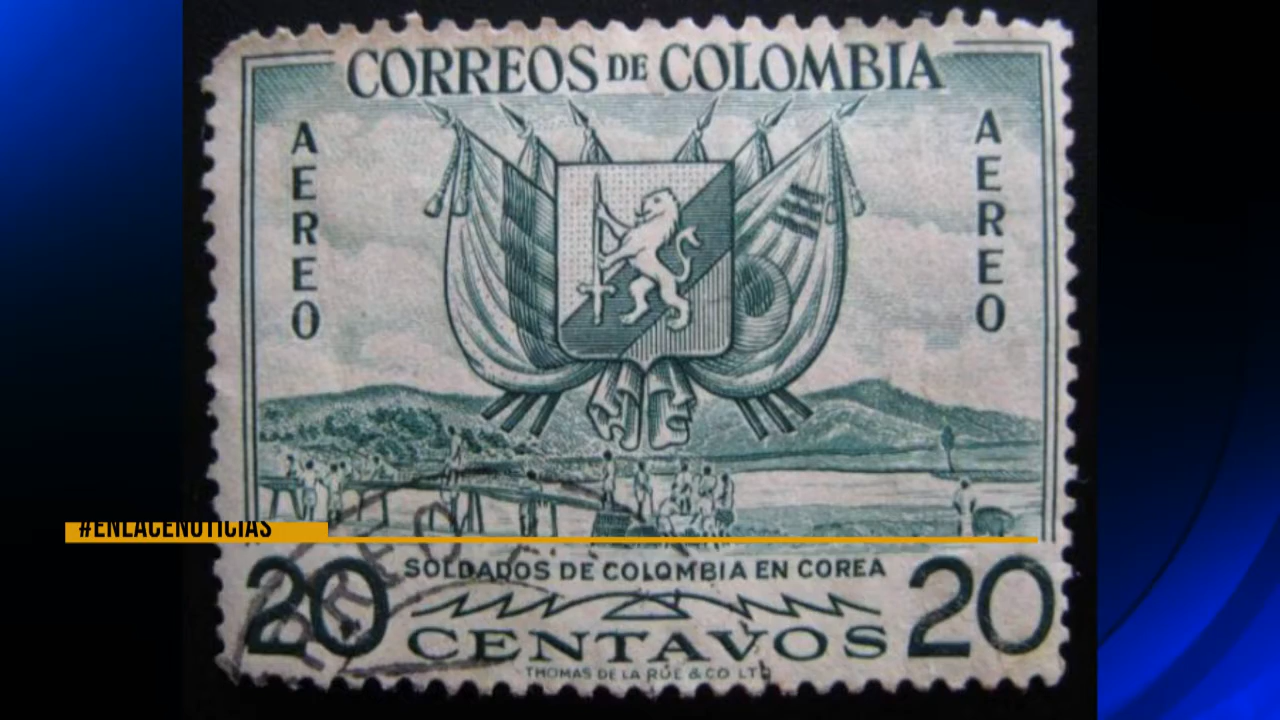 CORREOS DE COLOMBIA
AEREO
AEREO
#ENLACENOTICIAS
SOLDADOS DE COLOMBIA EN COREA
20
CENTAVOS
20
THOMAS DE LA RUE & CO LTD